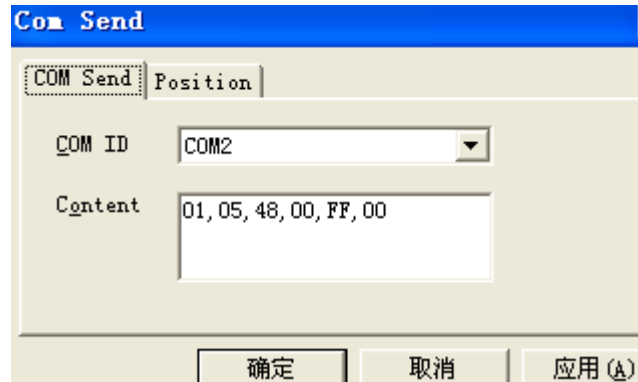 Com Send
COM Send Position
COM ID COM2
Content 01, 05, 48, 00, FF, 00
确定 取消 应用(A)